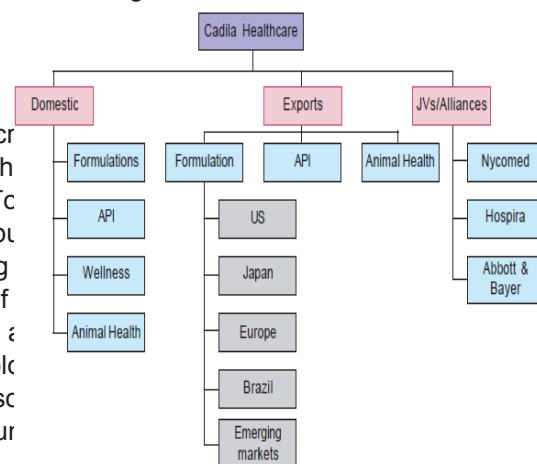 Cadila Healthcare
Domestic
Exports
JVs/Alliances
Formulations
API
Wellness
Animal Health
Formulation
API
Animal Health
US
Japan
Europe
Brazil
Emerging
markets
Nycomed
Hospira
Abbott &
Bayer